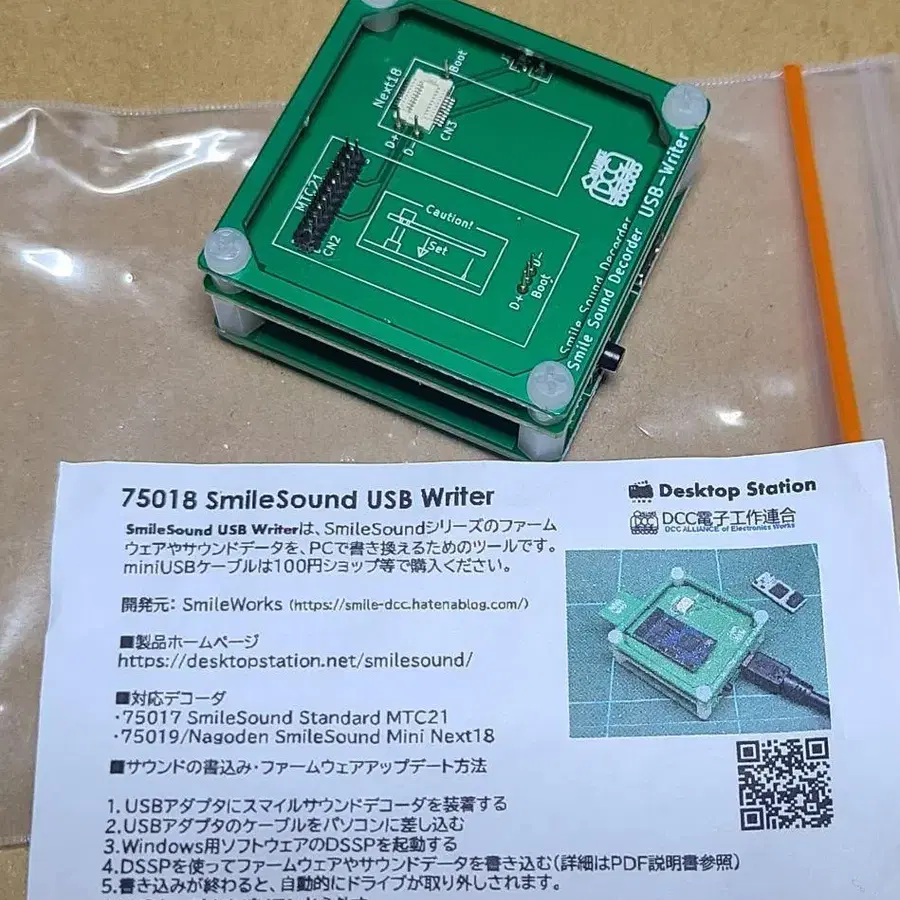 Next18
Boot
CN3
D+
D-
MTC21
CN2
Caution!
Set
D+
D-
Boot
DCC
Smile Sound Decorder
Smile Sound Decorder USB-Writer
75018 SmileSound USB Writer
Desktop Station
DCC電子工作連合
DCC ALLIANCE of Electronics Works
SmileSound USB Writerは、SmileSoundシリーズのファーム
ウェアやサウンドデータを、PCで書き換えるためのツールです。
miniUSBケーブルは100円ショップ等で購入ください。
開発元: SmileWorks (https://smile-dcc.hatenablog.com/)
■製品ホームページ
https://desktopstation.net/smilesound/
■対応デコーダ
・75017 SmileSound Standard MTC21
・75019/Nagoden SmileSound Mini Next18
■サウンドの書込み・ファームウェアアップデート方法
1.USBアダプタにスマイルサウンドデコーダを装着する
2.USBアダプタのケーブルをパソコンに差し込む
3.Windows用ソフトウェアのDSSPを起動する
4.DSSPを使ってファームウェアやサウンドデータを書き込む(詳細はPDF説明書参照)
5.書き込みが終わると、自動的にドライブが取り外しされます。